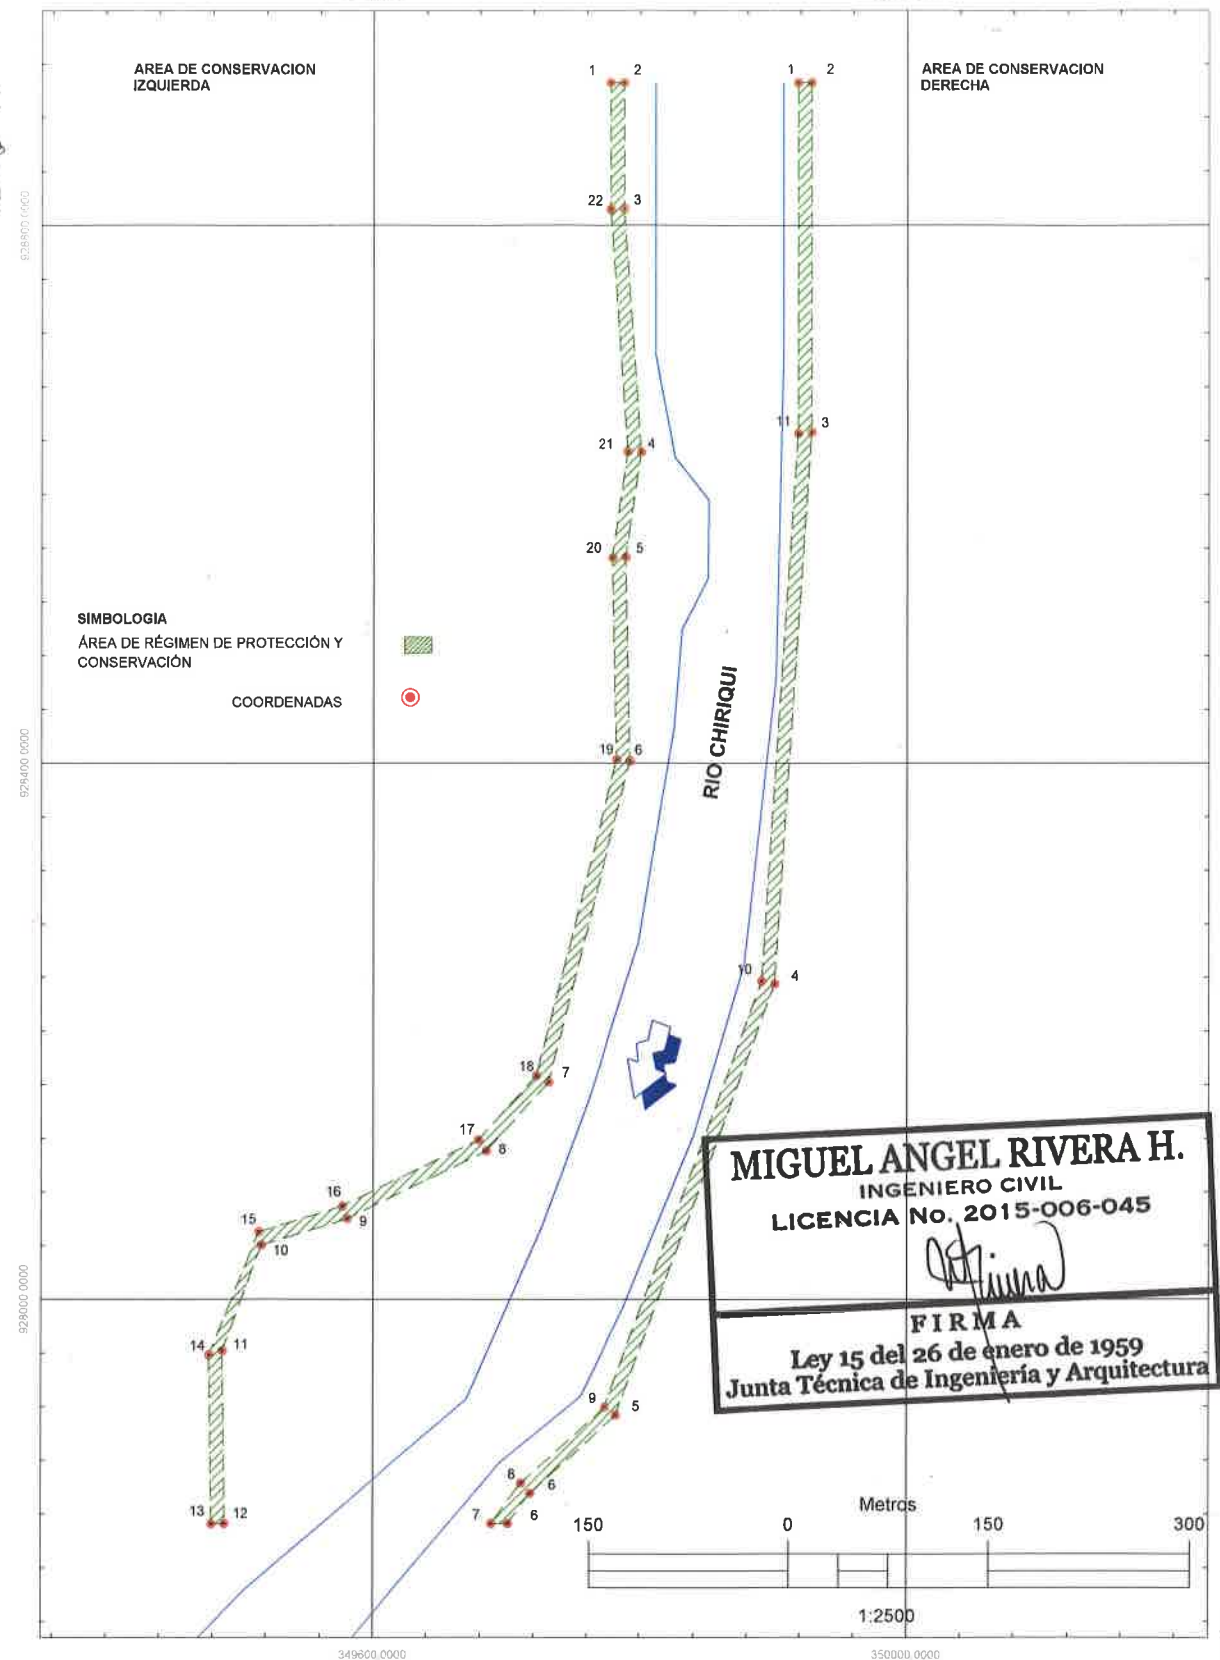 AREA DE CONSERVACION
IZQUIERDA
1 2
1 2
AREA DE CONSERVACION
DERECHA
22 3
928800.0000
11 3
21 4
20 5
SIMBOLOGIA
ÁREA DE RÉGIMEN DE PROTECCIÓN Y
CONSERVACIÓN
COORDENADAS
RIO CHIRIQUI
19 6
928400.0000
10 4
18 7
17 8
16 9
15 10
MIGUEL ANGEL RIVERA H.
INGENIERO CIVIL
LICENCIA No. 2015-006-045
928000.0000
FIRMA
Ley 15 del 26 de enero de 1959
Junta Técnica de Ingeniería y Arquitectura
14 11
9 5
8 6
7 6
13 12
Metros
150 0 150 300
1:2500
349600.0000
350000.0000